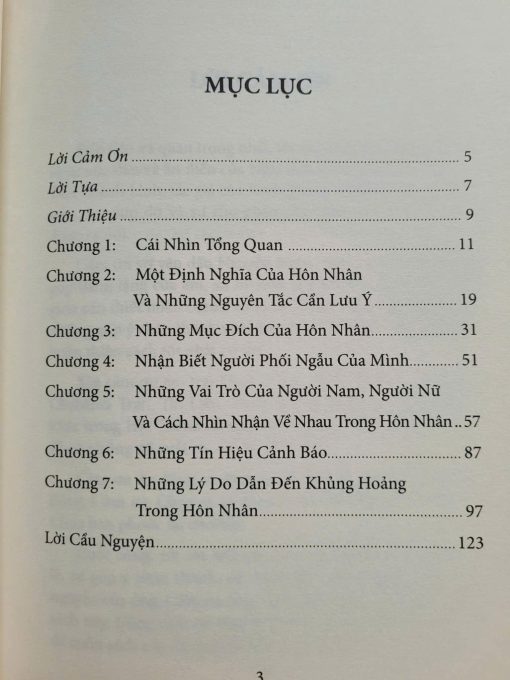 MỤC LỤC
Lời Cảm Ơn ........................................ 5
Lời Tựa ........................................ 7
Giới Thiệu ........................................ 9
Chương 1: Cái Nhìn Tổng Quan ........................................ 11
Chương 2: Một Định Nghĩa Của Hôn Nhân
Và Những Nguyên Tắc Cần Lưu Ý ........................ 19
Chương 3: Những Mục Đích Của Hôn Nhân ........................ 31
Chương 4: Nhận Biết Người Phối Ngẫu Của Mình ............ 51
Chương 5: Những Vai Trò Của Người Nam, Người Nữ
Và Cách Nhìn Nhận Về Nhau Trong Hôn Nhân .. 57
Chương 6: Những Tín Hiệu Cảnh Báo ................................ 87
Chương 7: Những Lý Do Dẫn Đến Khủng Hoảng
Trong Hôn Nhân ................................................ 97
Lời Cầu Nguyện ........................................ 123
3